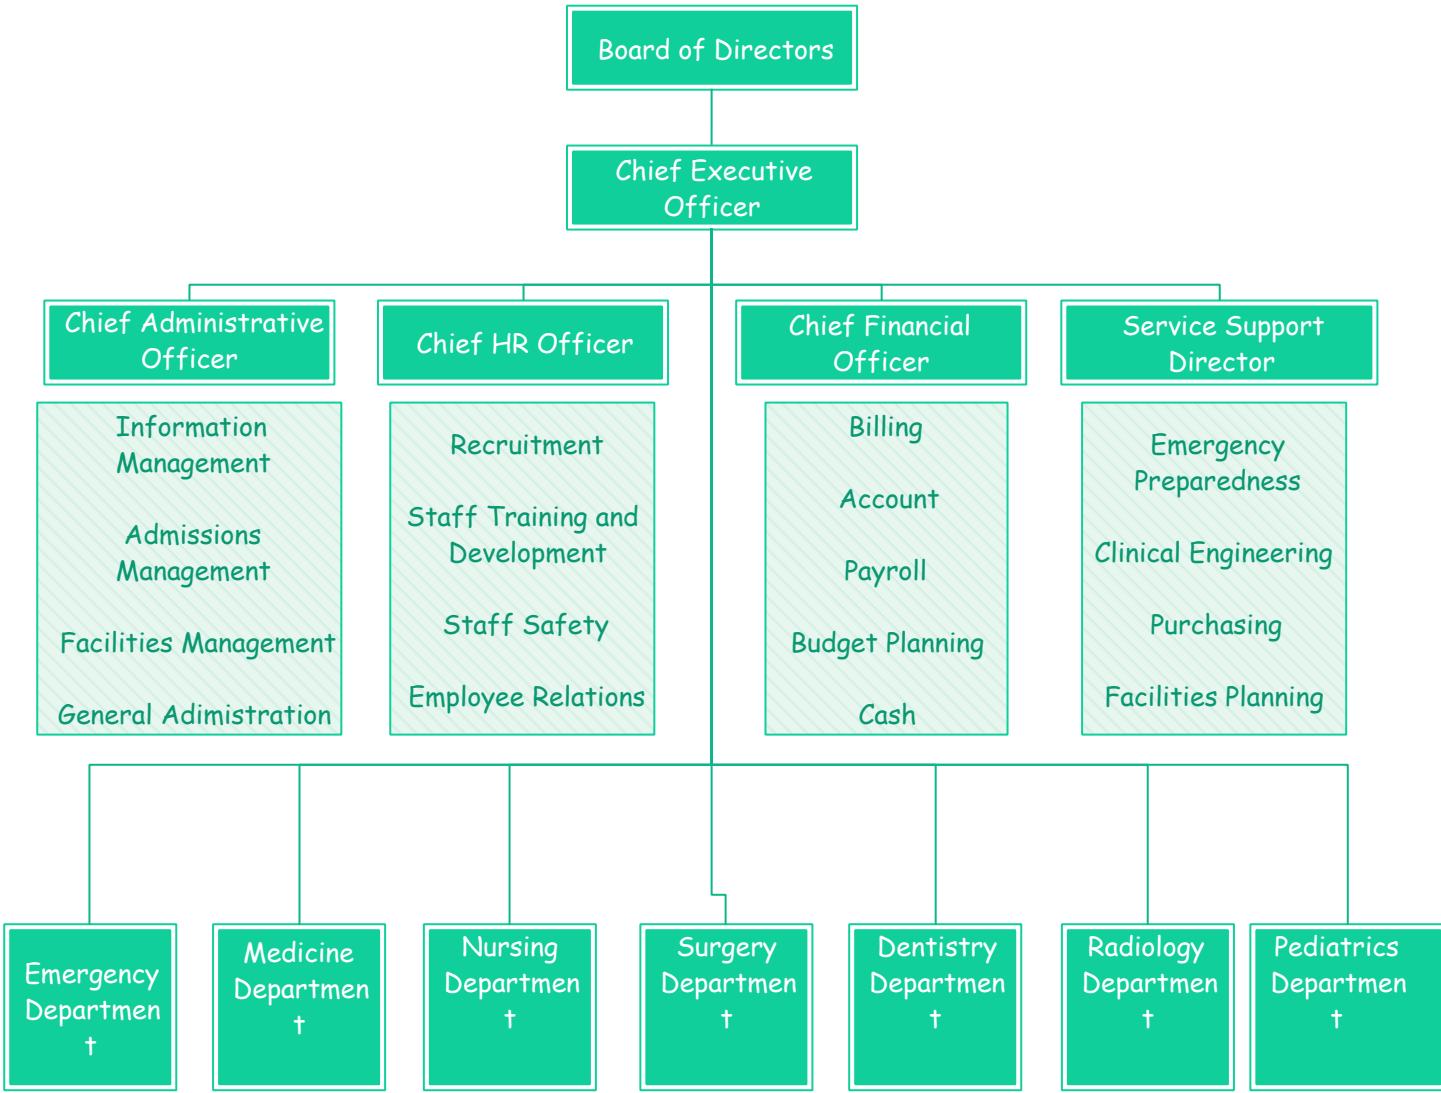 Board of Directors
Chief Executive
Officer
Chief Administrative
Officer
Chief HR Officer
Chief Financial
Officer
Service Support
Director
Information
Management
Admissions
Management
Facilities Management
General Adimistration
Recruitment
Staff Training and
Development
Staff Safety
Employee Relations
Billing
Account
Payroll
Budget Planning
Cash
Emergency
Preparedness
Clinical Engineering
Purchasing
Facilities Planning
Emergency
Departmen
t
Medicine
Departmen
t
Nursing
Departmen
t
Surgery
Departmen
t
Dentistry
Departmen
t
Radiology
Departmen
t
Pediatrics
Departmen
t